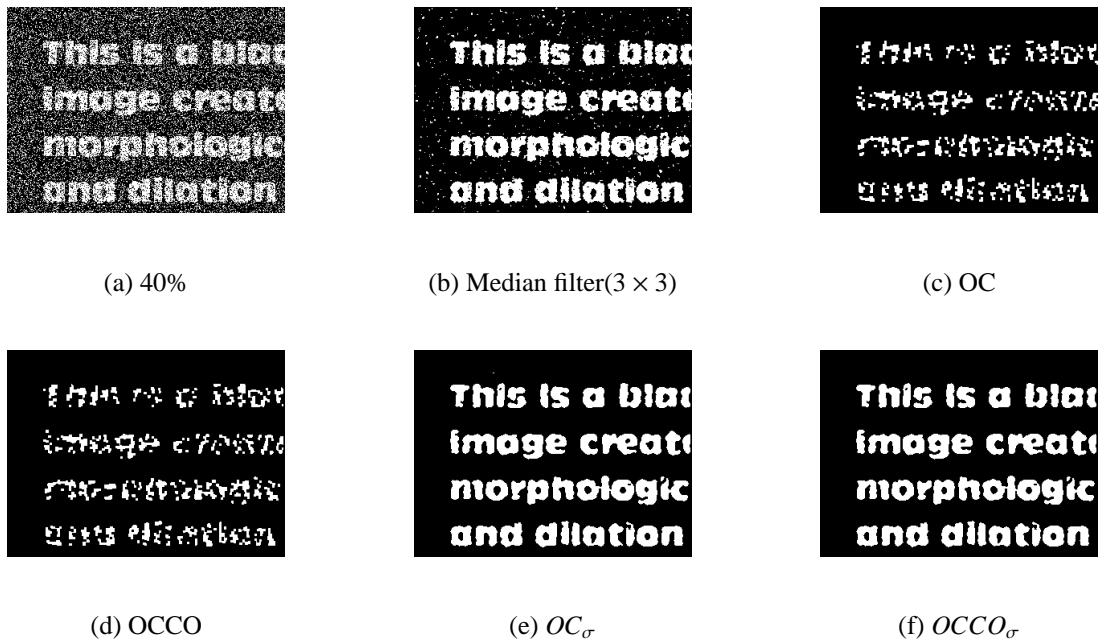 This is a blac
image create
morphologic
and dilation
(a) 40%
This is a blac
image create
morphologic
and dilation
(b) Median filter(3 × 3)
(c) OC
(d) OCCO
This is a blac
image create
morphologic
and dilation
(e) OCσ
This is a blac
image create
morphologic
and dilation
(f) OCCOσ